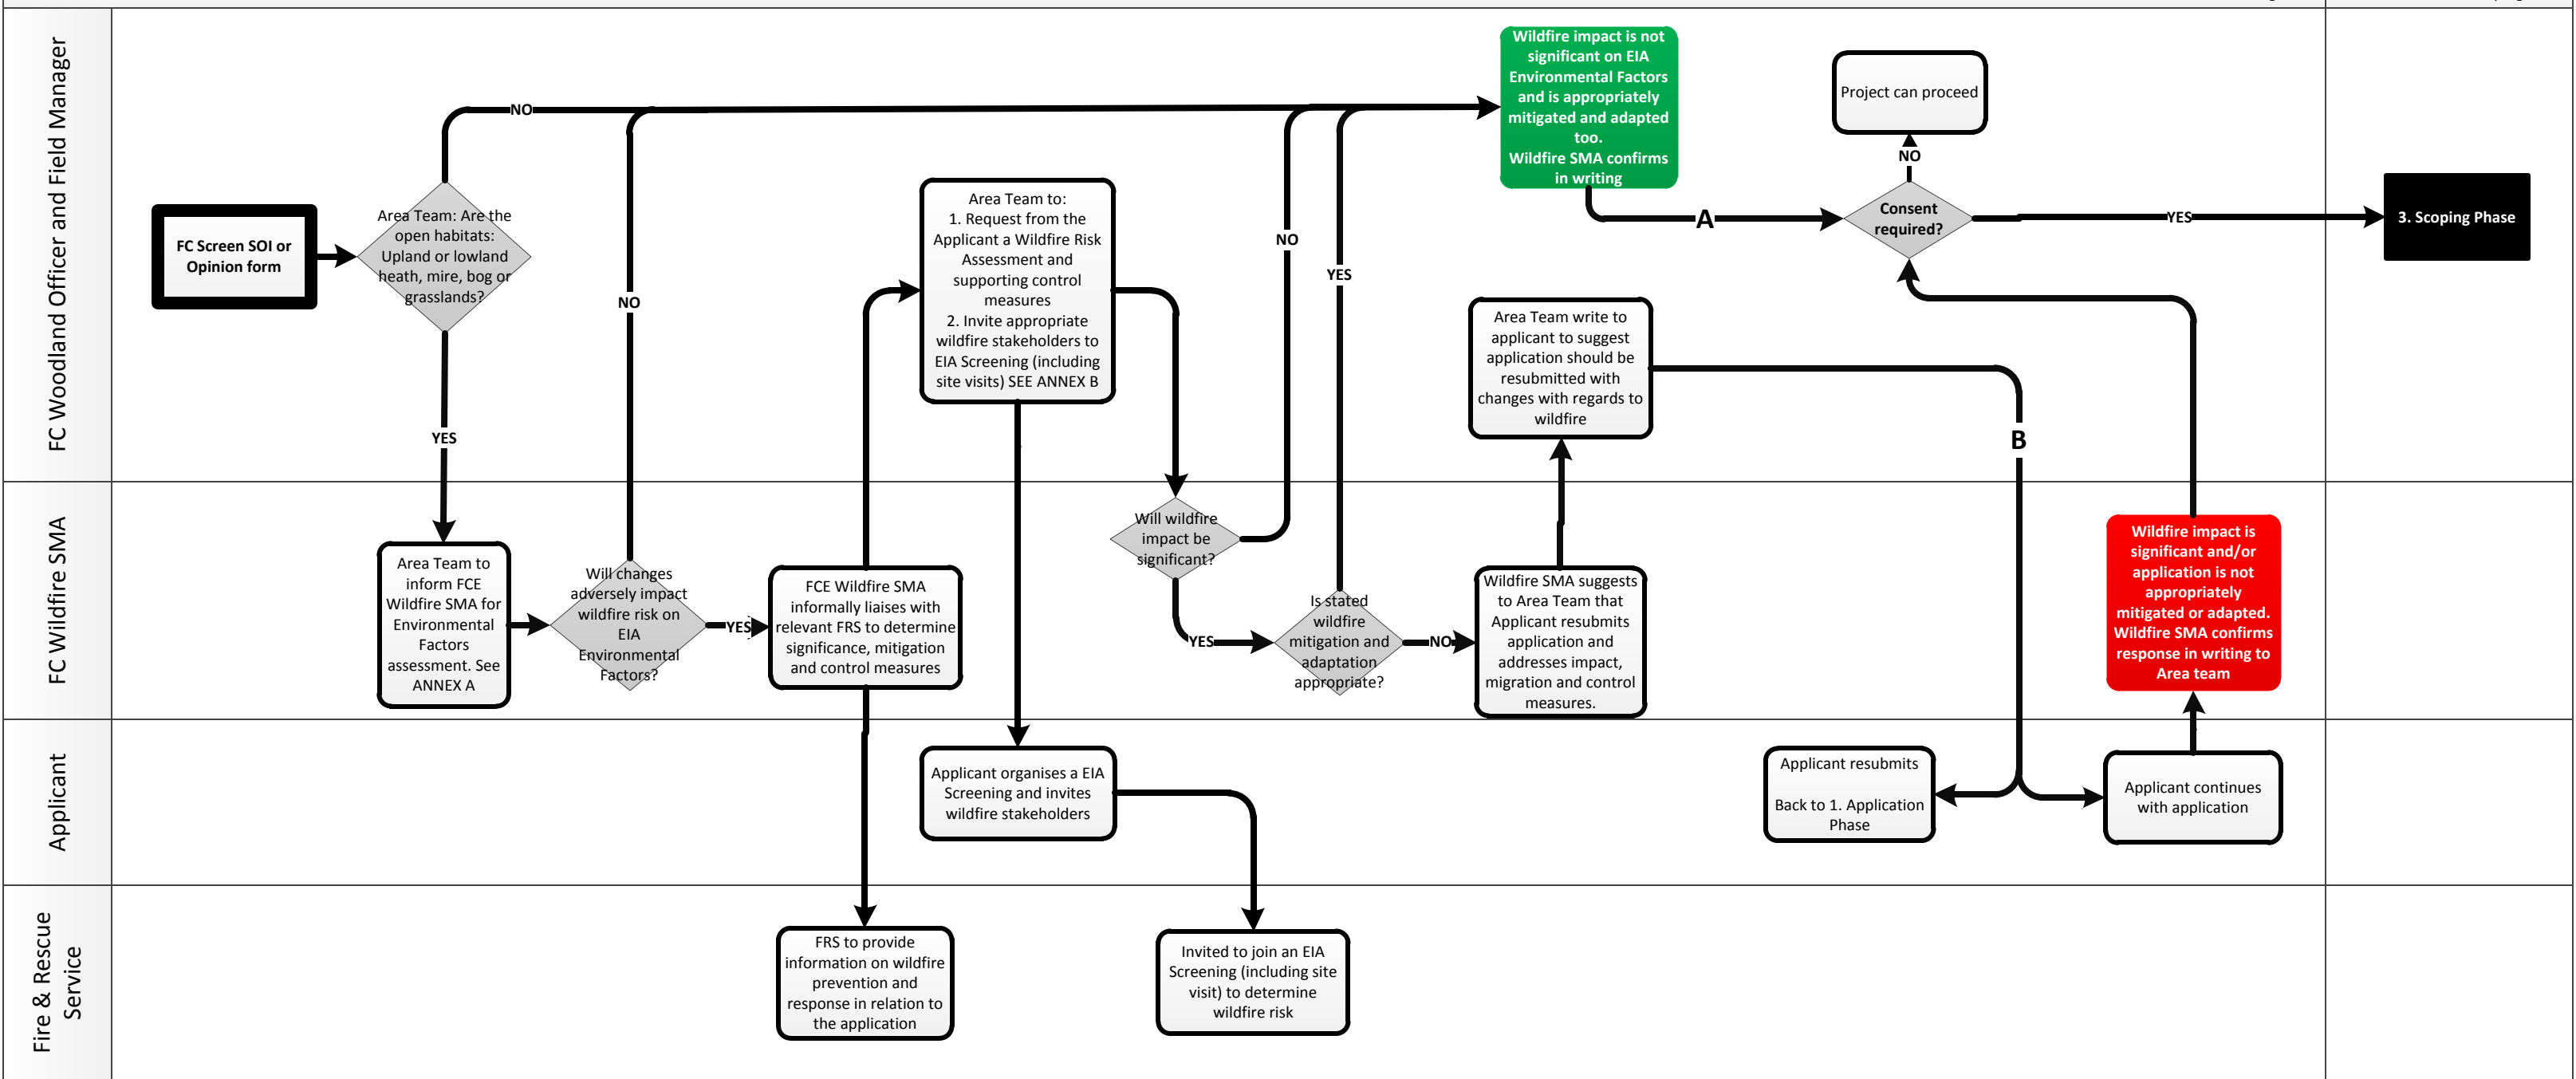 FC Woodland Officer and Field Manager
FC Screen SOI or
Opinion form
Area Team: Are the
open habitats:
Upland or lowland
heath, mire, bog or
grasslands?
NO
YES
NO
Area Team to:
1. Request from the
Applicant a Wildfire Risk
Assessment and
supporting control
measures
2. Invite appropriate
wildfire stakeholders to
EIA Screening (including
site visits) SEE ANNEX B
NO
YES
Wildfire impact is not
significant on EIA
Environmental Factors
and is appropriately
mitigated and adapted
too.
Wildfire SMA confirms
in writing
A
Project can proceed
NO
Consent
required?
YES
3. Scoping Phase
Area Team write to
applicant to suggest
application should be
resubmitted with
changes with regards to
wildfire
B
FC Wildfire SMA
Area Team to
inform FCE
Wildfire SMA for
Environmental
Factors
assessment. See
ANNEX A
Will changes
adversely impact
wildfire risk on
EIA
Environmental
Factors?
YES
FCE Wildfire SMA
informally liaises with
relevant FRS to determine
significance, mitigation
and control measures
Will wildfire
impact be
significant?
YES
Is stated
wildfire
mitigation and
adaptation
appropriate?
NO
Wildfire SMA suggests
to Area Team that
Applicant resubmits
application and
addresses impact,
migration and control
measures.
Wildfire impact is
significant and/or
application is not
appropriately
mitigated or adapted.
Wildfire SMA confirms
response in writing to
Area team
Applicant
Applicant organises a EIA
Screening and invites
wildfire stakeholders
Applicant resubmits
Back to 1. Application
Phase
Applicant continues
with application
Fire & Rescue
Service
FRS to provide
information on wildfire
prevention and
response in relation to
the application
Invited to join an EIA
Screening (including site
visit) to determine
wildfire risk